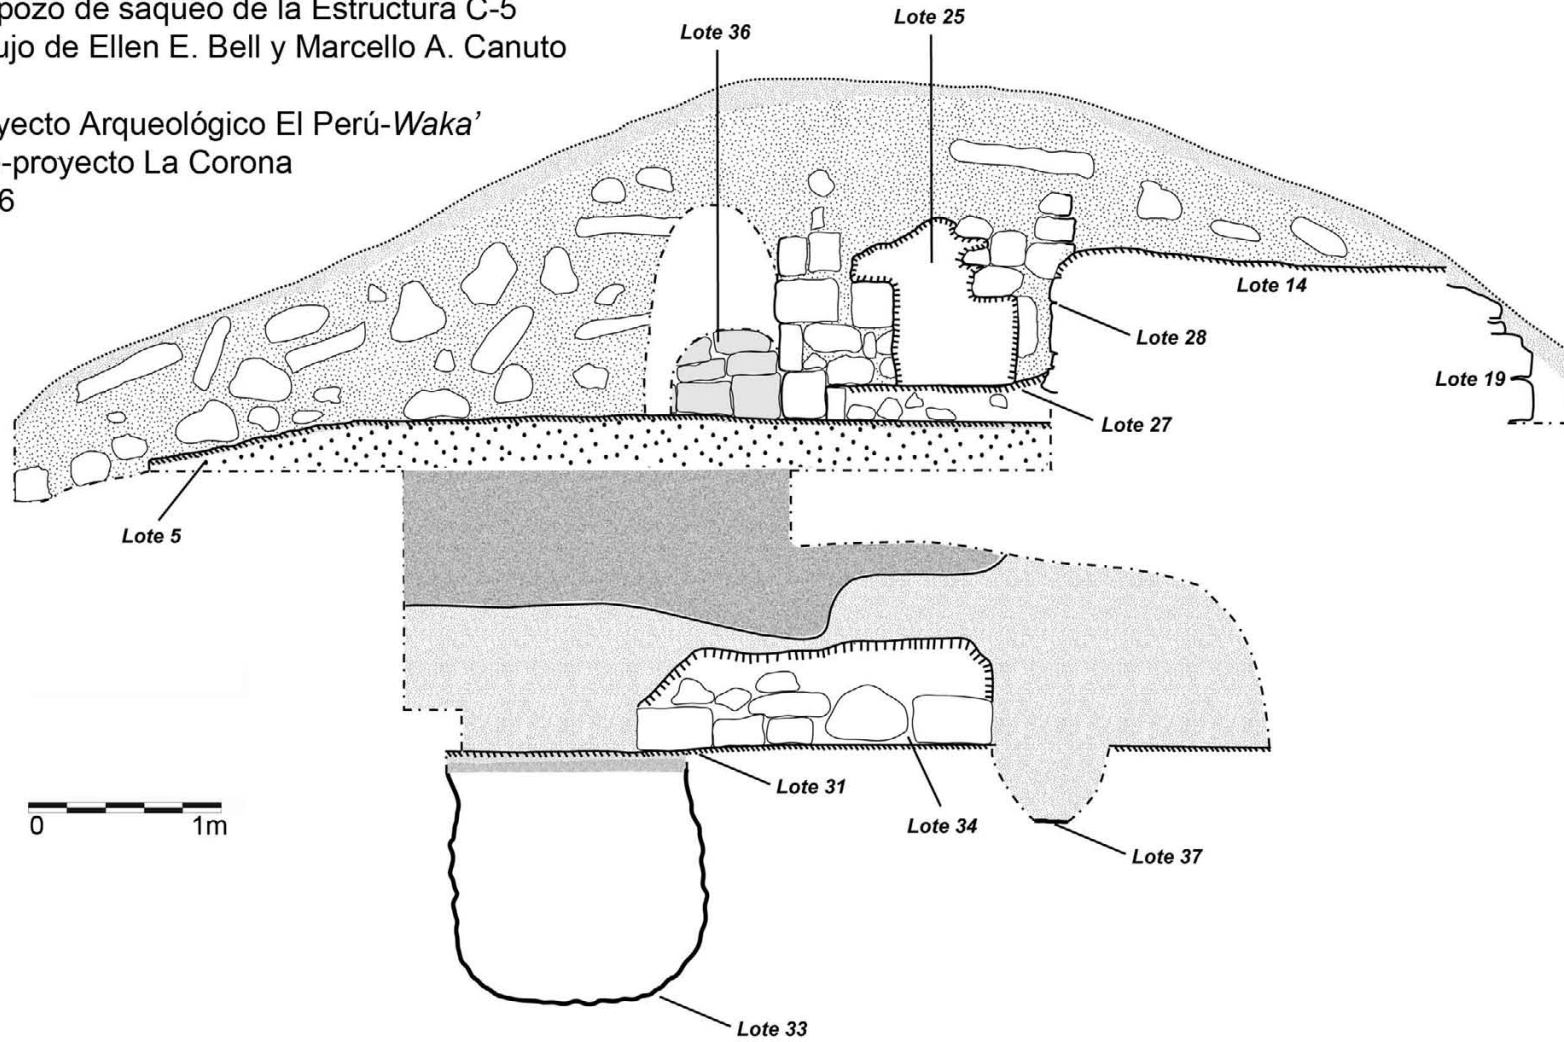 pozo de saqueo de la Estructura C-5
ujo de Ellen E. Bell y Marcello A. Canuto
yecto Arqueológico El Perú-Waka’
-proyecto La Corona
6
Lote 25
Lote 36
Lote 14
Lote 28
Lote 19
Lote 27
Lote 5
Lote 31
Lote 34
Lote 37
0 1m
Lote 33